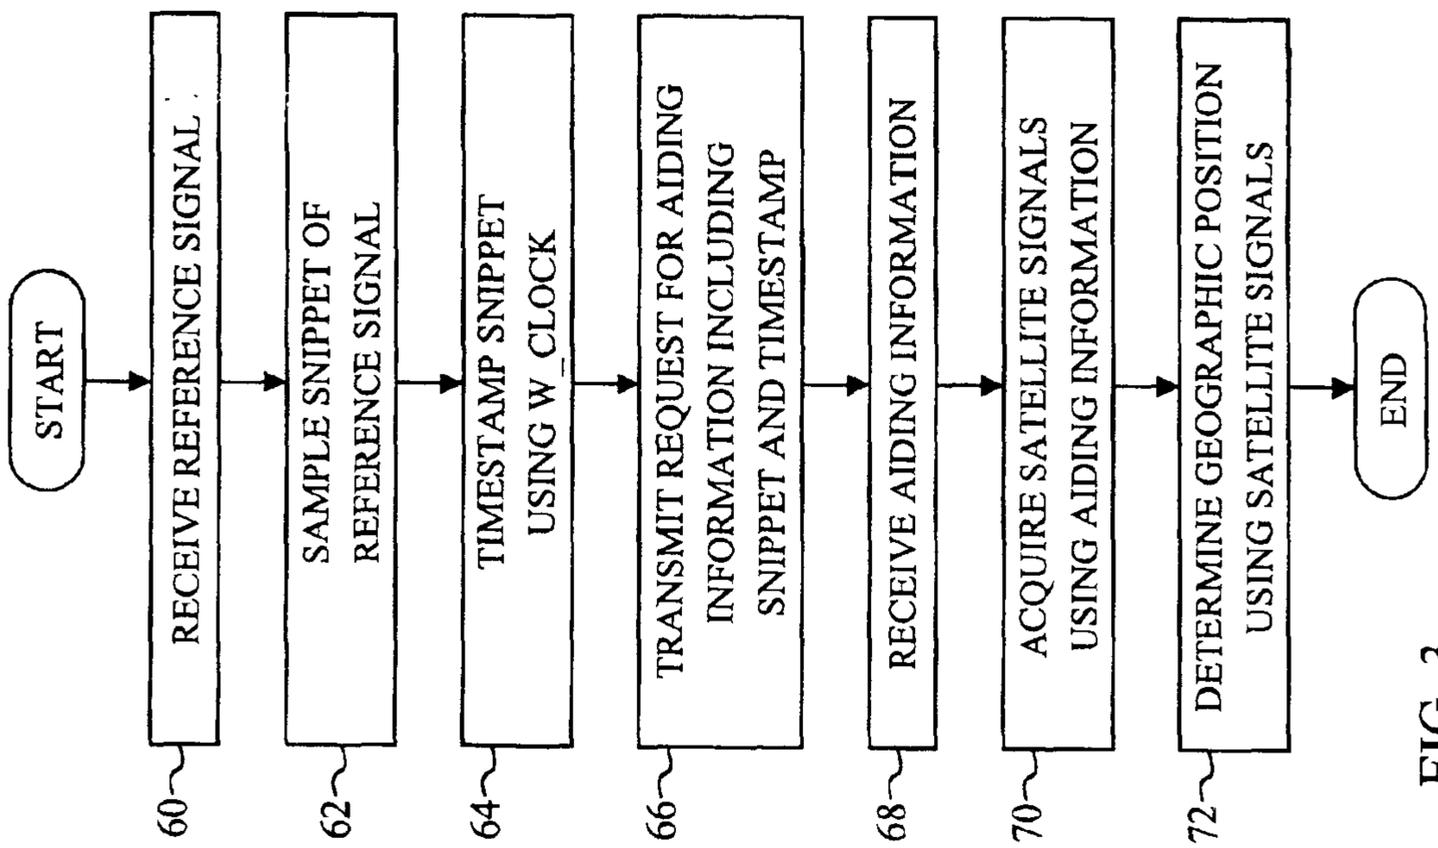 START
60
RECEIVE REFERENCE SIGNAL
62
SAMPLE SNIPPET OF
REFERENCE SIGNAL
64
TIMESTAMP SNIPPET
USING W_CLOCK
66
TRANSMIT REQUEST FOR AIDING
INFORMATION INCLUDING
SNIPPET AND TIMESTAMP
68
RECEIVE AIDING INFORMATION
70
ACQUIRE SATELLITE SIGNALS
USING AIDING INFORMATION
72
DETERMINE GEOGRAPHIC POSITION
USING SATELLITE SIGNALS
END
FIG.